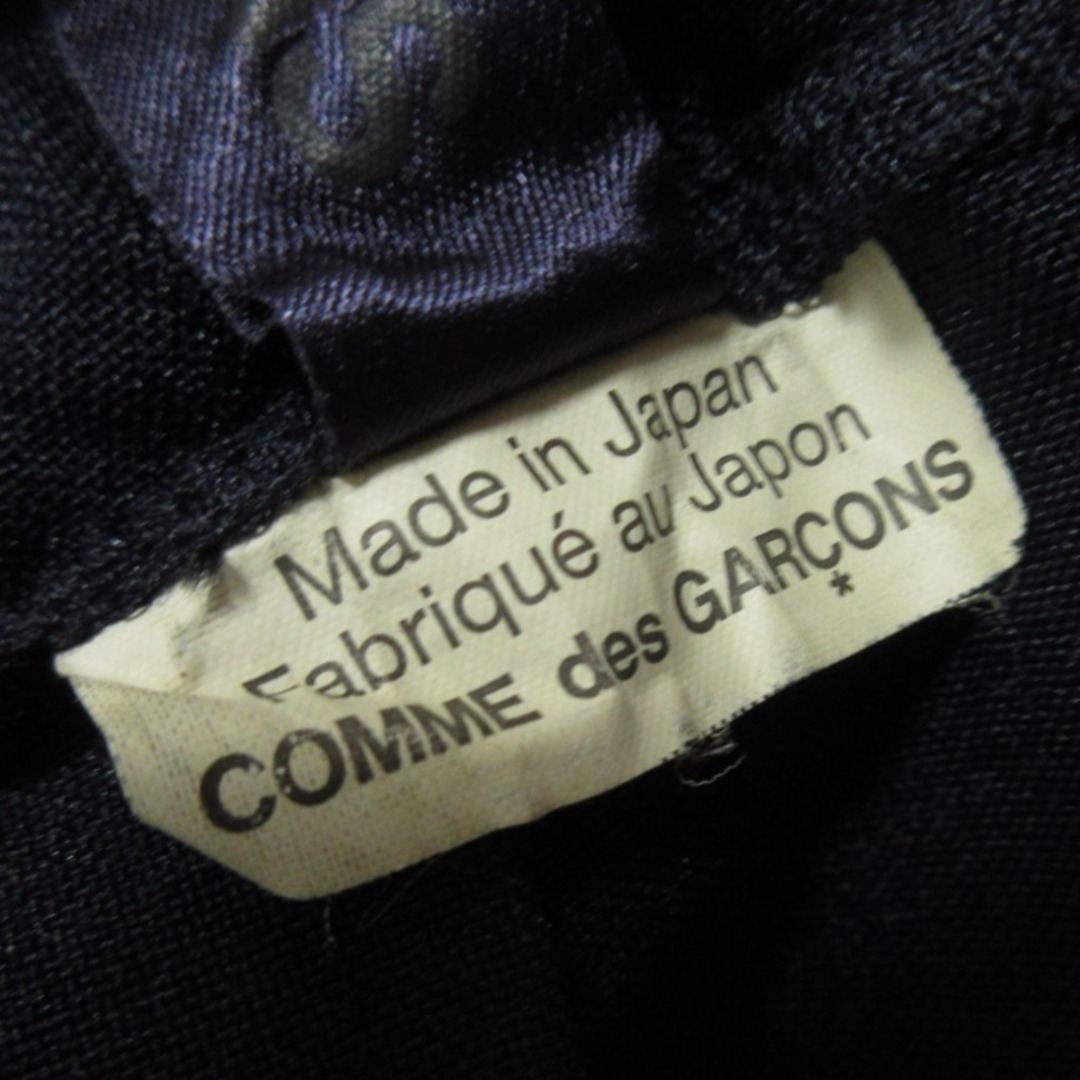 Made in Japan
Fabriqué au Japon
COMME des GARÇONS
*